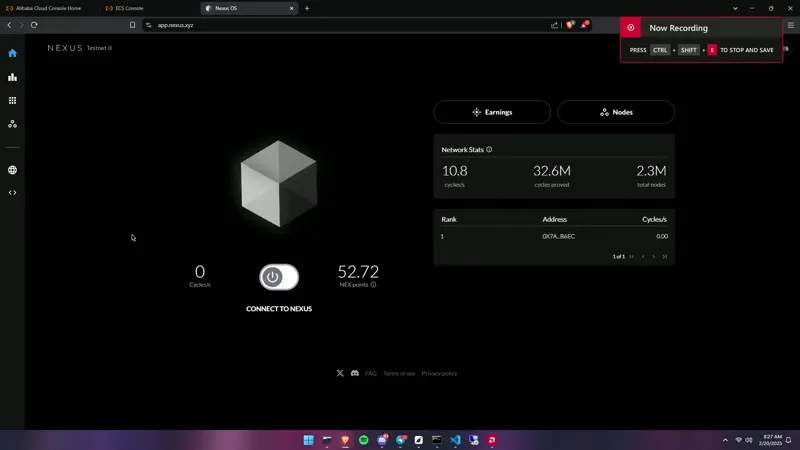 Alibaba Cloud Console Home
ECS Console
Nexus OS
app.nexus.xyz
Now Recording
PRESS CTRL + SHIFT + E TO STOP AND SAVE
NEXUS Testnet II
Earnings
Nodes
Network Stats
10.8
32.6M
2.3M
cycles/s
cycles proved
total nodes
Rank
Address
Cycles/s
1
0X7A...B6EC
0.00
1 of 1
0
52.72
Cycles/s
NEX points
CONNECT TO NEXUS
FAQ
Terms of use
Privacy policy
8:27 AM
2/20/2025